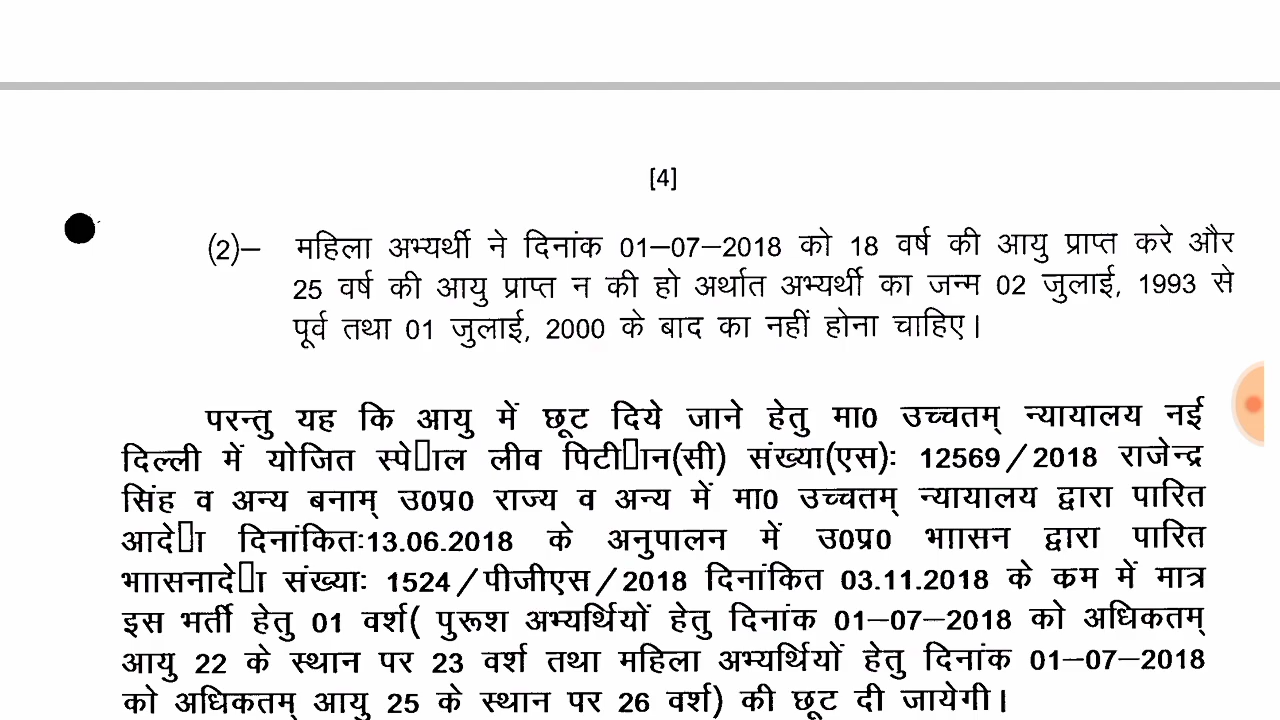 [4]
(2)— महिला अभ्यर्थी ने दिनांक 01–07–2018 को 18 वर्ष की आयु प्राप्त करे और
25 वर्ष की आयु प्राप्त न की हो अर्थात अभ्यर्थी का जन्म 02 जुलाई, 1993 से
पूर्व तथा 01 जुलाई, 2000 के बाद का नहीं होना चाहिए।
परन्तु यह कि आयु में छूट दिये जाने हेतु मा0 उच्चतम् न्यायालय नई
दिल्ली में योजित स्पे▯ाल लीव पिटी▯ान(सी) संख्या(एस): 12569/2018 राजेन्द्र
सिंह व अन्य बनाम् उ0प्र0 राज्य व अन्य में मा0 उच्चतम् न्यायालय द्वारा पारित
आदे▯ा दिनांकित:13.06.2018 के अनुपालन में उ0प्र0 भाासन द्वारा पारित
भाासनादे▯ा संख्या: 1524/पीजीएस/2018 दिनांकित 03.11.2018 के कम में मात्र
इस भर्ती हेतु 01 वर्श( पुरूश अभ्यर्थियों हेतु दिनांक 01–07–2018 को अधिकतम्
आयु 22 के स्थान पर 23 वर्श तथा महिला अभ्यर्थियों हेतु दिनांक 01–07–2018
को अधिकतम् आयु 25 के स्थान पर 26 वर्श) की छूट दी जायेगी।